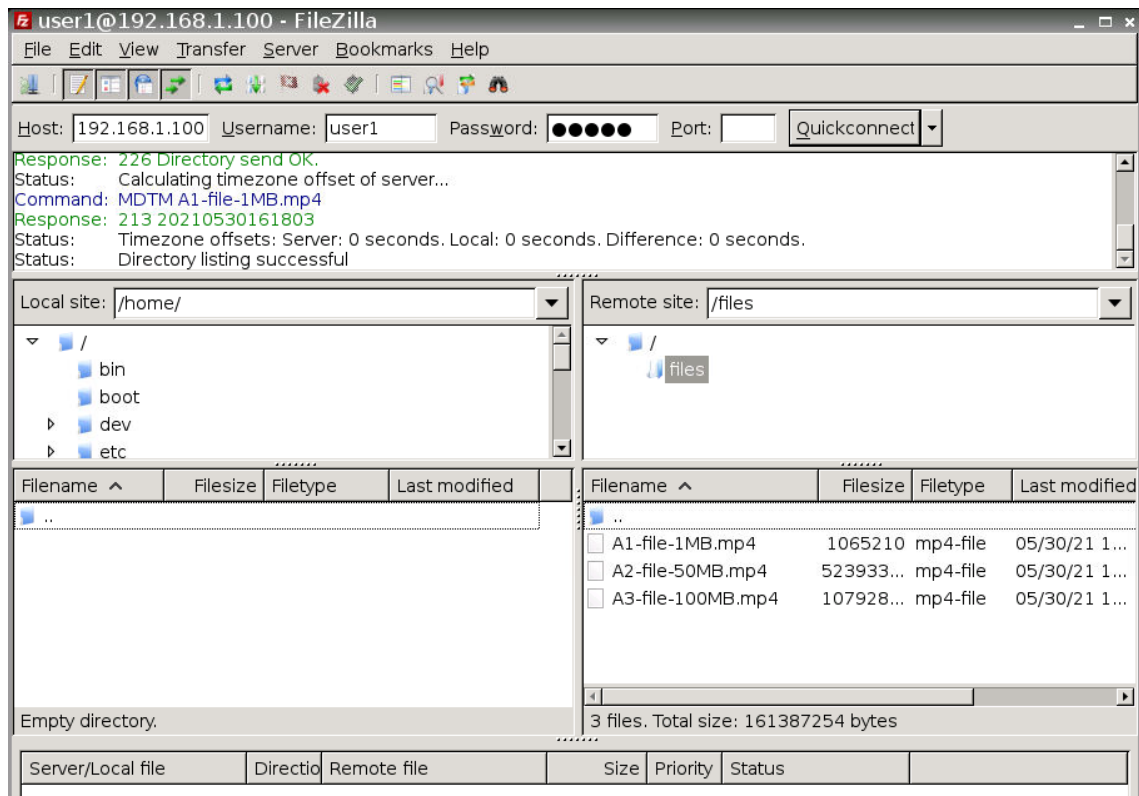 user1@192.168.1.100 - FileZilla
File Edit View Transfer Server Bookmarks Help
Host: 192.168.1.100 Username: user1 Password: ●●●●● Port: Quickconnect
Response: 226 Directory send OK.
Status: Calculating timezone offset of server...
Command: MDTM A1-file-1MB.mp4
Response: 213 20210530161803
Status: Timezone offsets: Server: 0 seconds. Local: 0 seconds. Difference: 0 seconds.
Status: Directory listing successful
Local site: /home/
/
bin
boot
dev
etc
Remote site: /files
/
files
Filename Filesize Filetype Last modified
..
Empty directory.
Filename Filesize Filetype Last modified
..
A1-file-1MB.mp4 1065210 mp4-file 05/30/21 1...
A2-file-50MB.mp4 523933... mp4-file 05/30/21 1...
A3-file-100MB.mp4 107928... mp4-file 05/30/21 1...
3 files. Total size: 161387254 bytes
Server/Local file Directio Remote file Size Priority Status